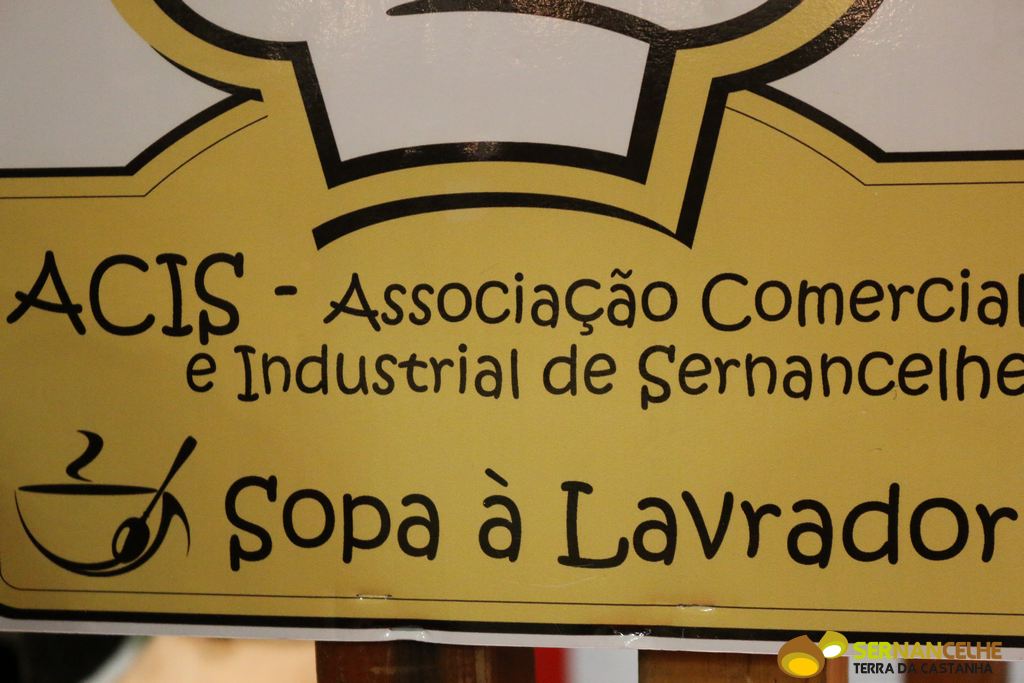 ACIS - Associação Comercial
e Industrial de Sernancelhe
Sopa à Lavrador
SERNANCELHE
TERRA DA CASTANHA